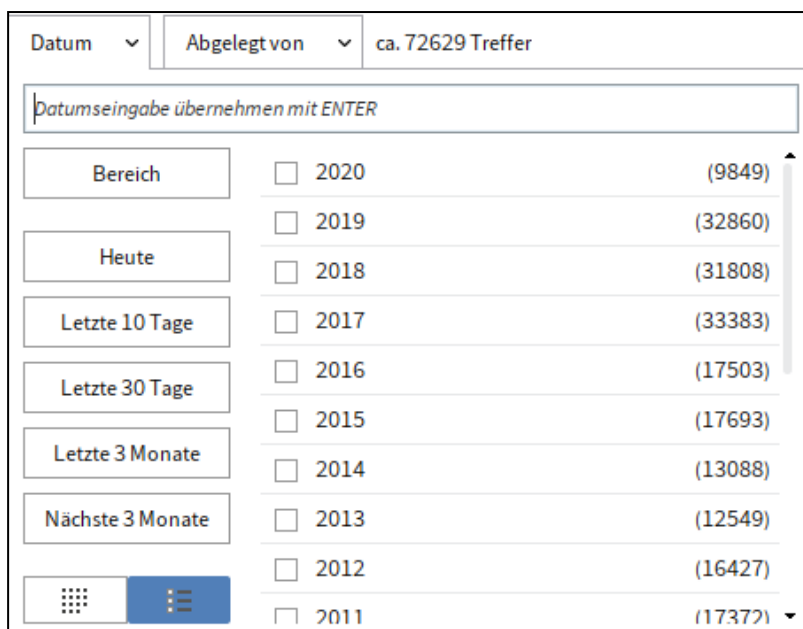 Datum Abgelegt von ca. 72629 Treffer
Datumseingabe übernehmen mit ENTER
Bereich
Heute
Letzte 10 Tage
Letzte 30 Tage
Letzte 3 Monate
Nächste 3 Monate
2020 (9849)
2019 (32860)
2018 (31808)
2017 (33383)
2016 (17503)
2015 (17693)
2014 (13088)
2013 (12549)
2012 (16427)
2011 (17372)